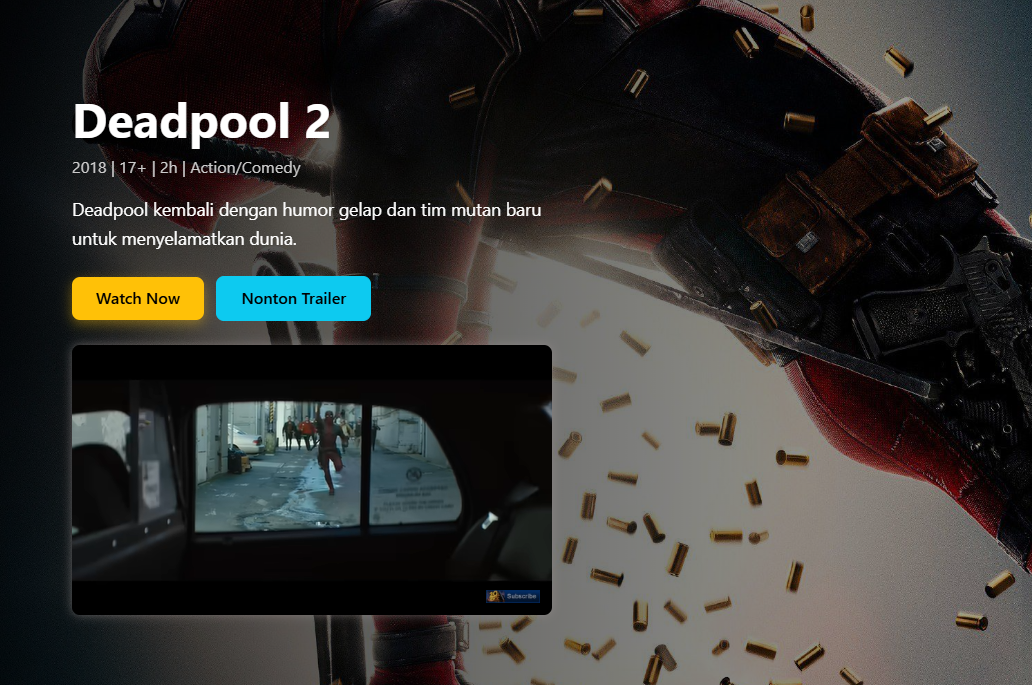 Deadpool 2
2018 | 17+ | 2h | Action/Comedy
Deadpool kembali dengan humor gelap dan tim mutan baru
untuk menyelamatkan dunia.
Watch Now
Nonton Trailer
Subscribe